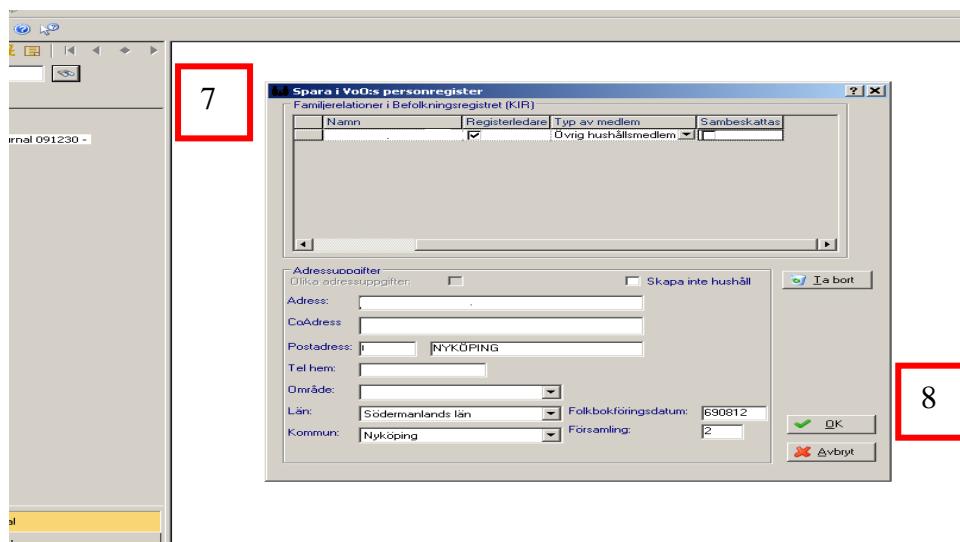 7
Spara i VoO:s personregister
Familjerelationer i Befolkningsregistret (KIR)
Namn Registerledare Typ av medlem Sambeskattas
Övrig hushållsmedlem
Adressuppgifter
Olika adressuppgifter: Skapa inte hushåll
Ta bort
Adress:
CoAdress
Postadress: NYKÖPING
Tel hem:
Område:
Län: Södermanlands län Folkbokföringsdatum: 690812
Kommun: Nyköping Församling: 2
8
OK
Avbryt
urnal 091230 -
al